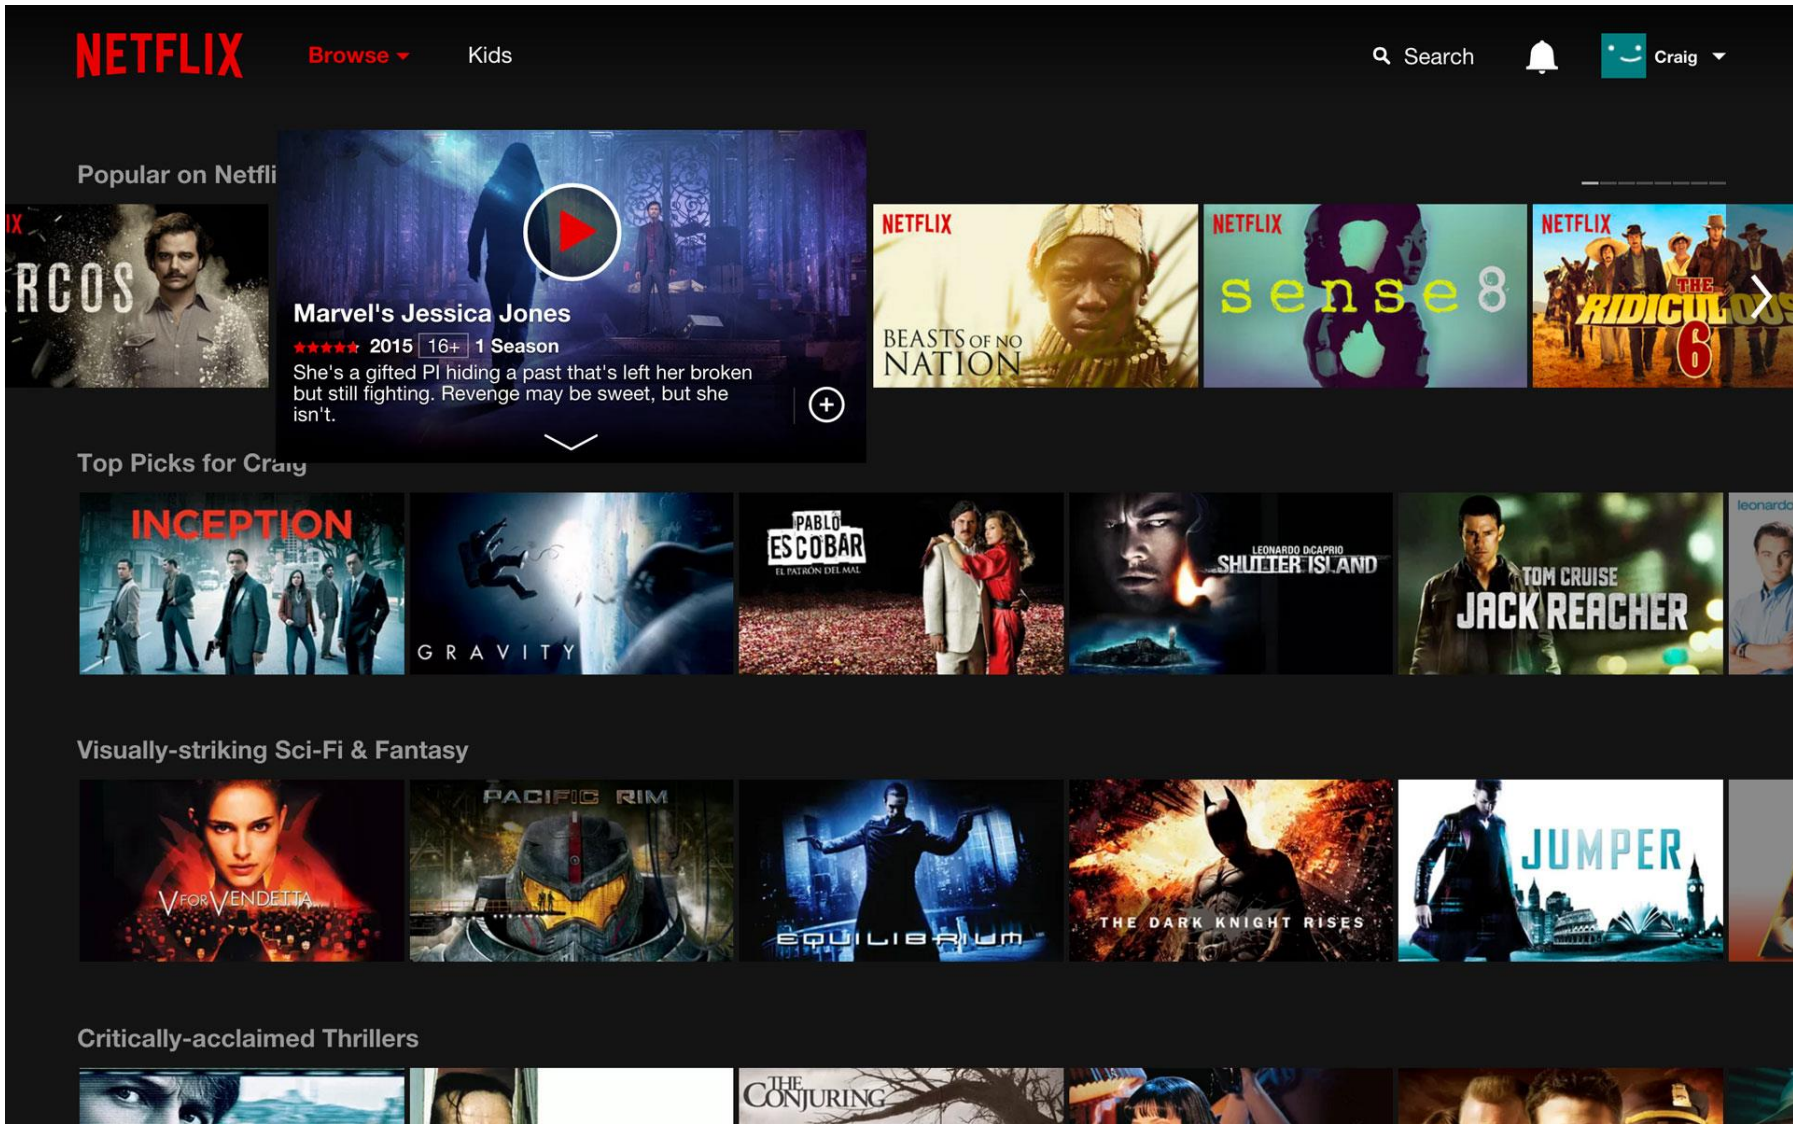 NETFLIX
Browse
Kids
Search
Craig
Popular on Netfli
IX
RCOS
Marvel's Jessica Jones
2015 16+ 1 Season
She's a gifted PI hiding a past that's left her broken
but still fighting. Revenge may be sweet, but she
isn't.
NETFLIX
BEASTS OF NO
NATION
NETFLIX
sense8
NETFLIX
THE
RIDICULOUS
6
Top Picks for Craig
INCEPTION
GRAVITY
PABLO
ESCOBAR
EL PATRÓN DEL MAL
LEONARDO DiCAPRIO
SHUTTER ISLAND
TOM CRUISE
JACK REACHER
leonardo
Visually-striking Sci-Fi & Fantasy
V FOR VENDETTA
PACIFIC RIM
EQUILIBRIUM
THE DARK KNIGHT RISES
JUMPER
Critically-acclaimed Thrillers
THE
CONJURING